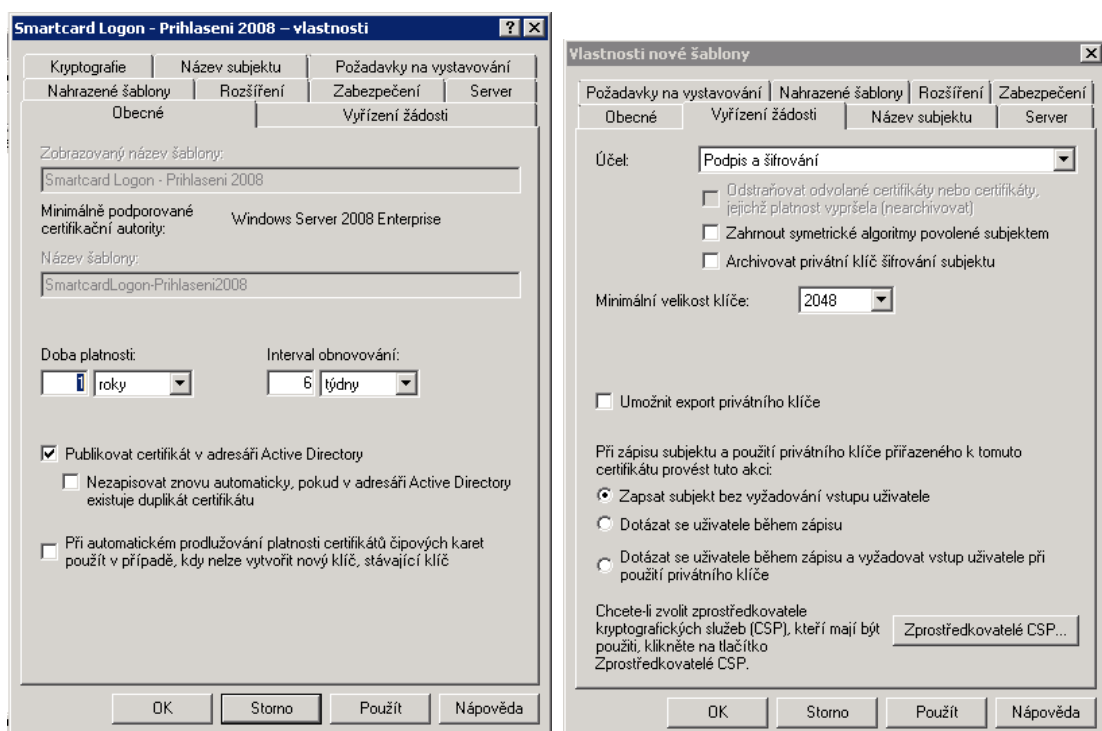 Smartcard Logon - Prihlaseni 2008 – vlastnosti
Kryptografie
Název subjektu
Požadavky na vystavování
Nahrazené šablony
Rozšíření
Zabezpečení
Server
Obecné
Vyřízení žádosti
Zobrazovaný název šablony:
Smartcard Logon - Prihlaseni 2008
Minimálně podporované
certifikační autority:
Windows Server 2008 Enterprise
Název šablony:
SmartcardLogon-Prihlaseni2008
Doba platnosti:
Interval obnovování:
1 roky
6 týdny
Publikovat certifikát v adresáři Active Directory
Nezapisovat znovu automaticky, pokud v adresáři Active Directory
existuje duplikát certifikátu
Při automatickém prodlužování platnosti certifikátů čipových karet
použít v případě, kdy nelze vytvořit nový klíč, stávající klíč
OK
Storno
Použít
Nápověda
Vlastnosti nové šablony
Požadavky na vystavování
Nahrazené šablony
Rozšíření
Zabezpečení
Obecné
Vyřízení žádosti
Název subjektu
Server
Účel:
Podpis a šifrování
Odstraňovat odvolané certifikáty nebo certifikáty,
jejichž platnost vypršela (nearchivovat)
Zahrnout symetrické algoritmy povolené subjektem
Archivovat privátní klíč šifrování subjektu
Minimální velikost klíče:
2048
Umožnit export privátního klíče
Při zápisu subjektu a použití privátního klíče přiřazeného k tomuto
certifikátu provést tuto akci:
Zapsat subjekt bez vyžadování vstupu uživatele
Dotázat se uživatele během zápisu
Dotázat se uživatele během zápisu a vyžadovat vstup uživatele při
použití privátního klíče
Chcete-li zvolit zprostředkovatele
kryptografických služeb (CSP), kteří mají být
použiti, klikněte na tlačítko
Zprostředkovatelé CSP.
Zprostředkovatelé CSP...
OK
Storno
Použít
Nápověda